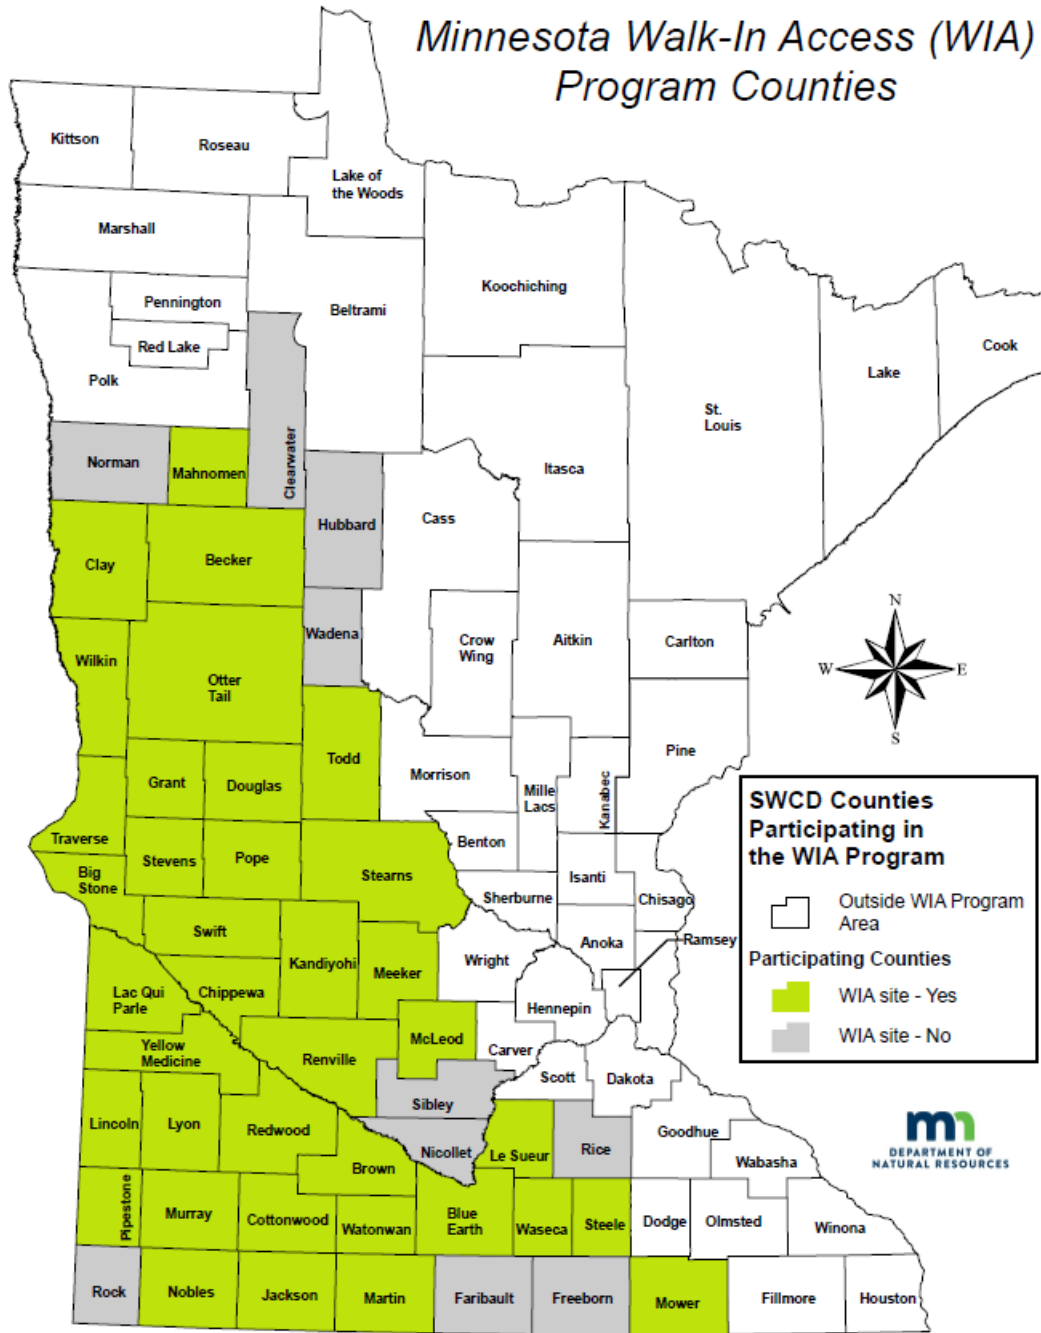 Minnesota Walk-In Access (WIA)
Program Counties
Kittson
Roseau
Lake of
the Woods
Marshall
Koochiching
Pennington
Beltrami
Red Lake
Cook
Lake
Polk
St.
Louis
Norman
Mahnomen
Clearwater
Itasca
Hubbard
Cass
Clay
Becker
Wadena
Crow
Wing
Aitkin
Carlton
Wilkin
Otter
Tail
N
W
E
S
Pine
Todd
Morrison
Grant
Douglas
Mille
Lacs
Kanabec
Traverse
Benton
Stevens
Pope
Big
Stone
Stearns
Isanti
Sherburne
Chisago
Swift
Anoka
Ramsey
Kandiyohi
Meeker
Wright
Lac Qui
Parle
Chippewa
Hennepin
McLeod
Yellow
Medicine
Renville
Carver
Scott
Dakota
Sibley
Lincoln
Lyon
Redwood
Nicollet
Le Sueur
Rice
Goodhue
Wabasha
Brown
Pipestone
Murray
Cottonwood
Watonwan
Blue
Earth
Waseca
Steele
Dodge
Olmsted
Winona
Rock
Nobles
Jackson
Martin
Faribault
Freeborn
Mower
Fillmore
Houston
SWCD Counties
Participating in
the WIA Program
Outside WIA Program
Area
Participating Counties
WIA site - Yes
WIA site - No
mn
DEPARTMENT OF
NATURAL RESOURCES